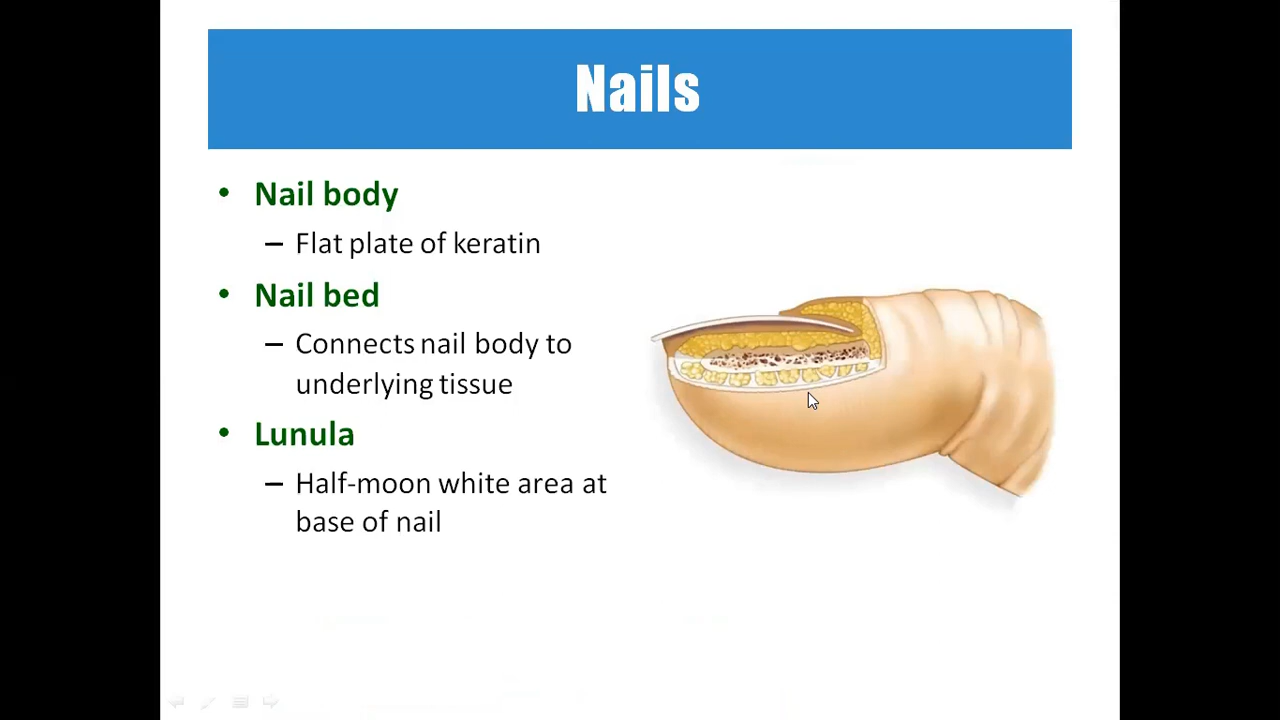 Nails
• Nail body
– Flat plate of keratin
• Nail bed
– Connects nail body to
underlying tissue
• Lunula
– Half-moon white area at
base of nail